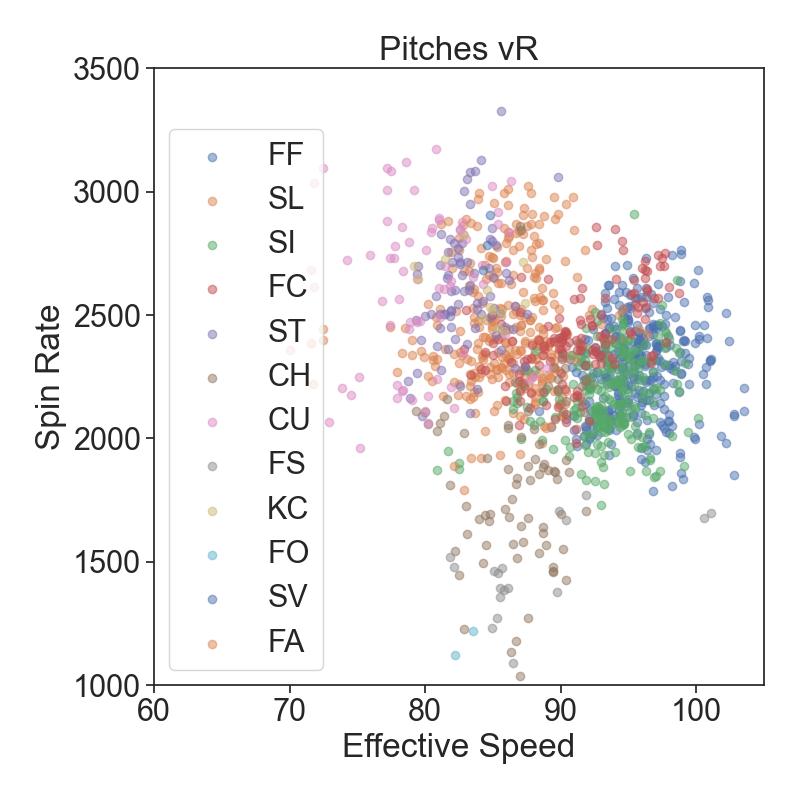 Pitches vR
3500
3000
2500
2000
1500
1000
Spin Rate
FF
SL
SI
FC
ST
CH
CU
FS
KC
FO
SV
FA
60 70 80 90 100
Effective Speed